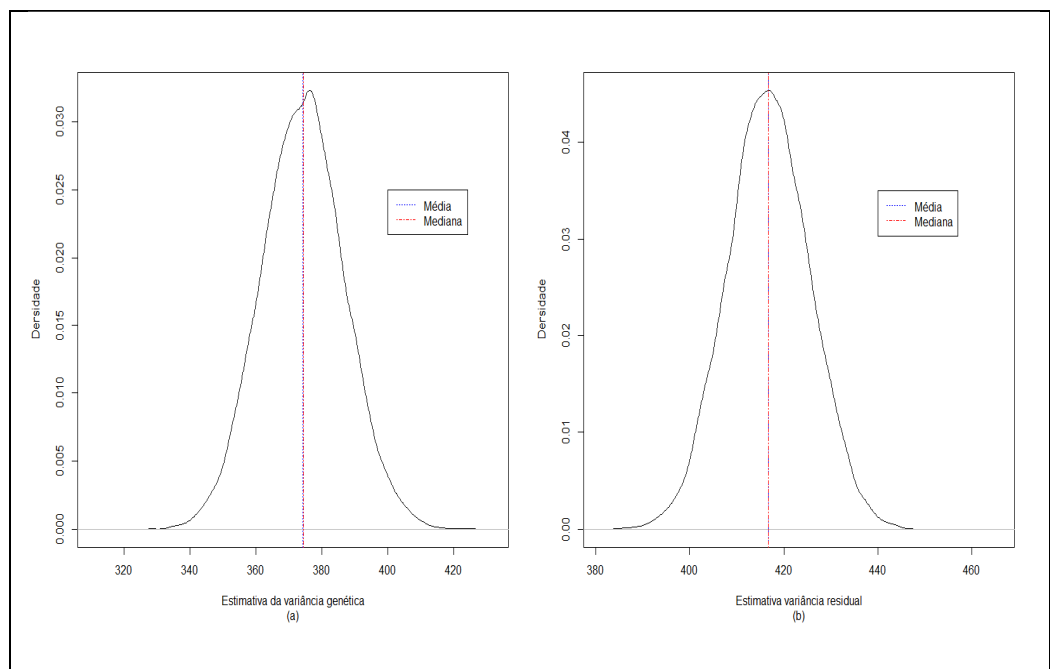 Densidade
0.000
0.005
0.010
0.015
0.020
0.025
0.030
320
340
360
380
400
420
Média
Mediana
Estimativa da variância genética
(a)
Densidade
0.00
0.01
0.02
0.03
0.04
380
400
420
440
460
Média
Mediana
Estimativa variância residual
(b)